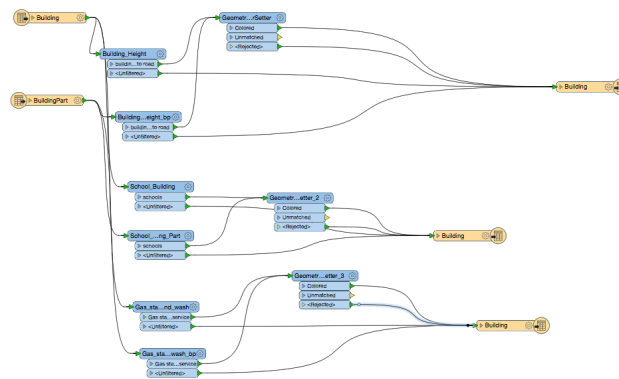 Building
Geometr...rSetter
Colored
Unmatched
<Rejected>
Building_Height
buildin...to road
<Unfiltered>
Building
BuildingPart
Building...eight_bp
buildin...to road
<Unfiltered>
School_Building
schools
<Unfiltered>
Geometr...etter_2
Colored
Unmatched
<Rejected>
School_...ng_Part
schools
<Unfiltered>
Building
Geometr...etter_3
Colored
Unmatched
<Rejected>
Gas_sta...nd_wash
Gas sta...service
<Unfiltered>
Building
Gas_sta...wash_bp
Gas sta...service
<Unfiltered>